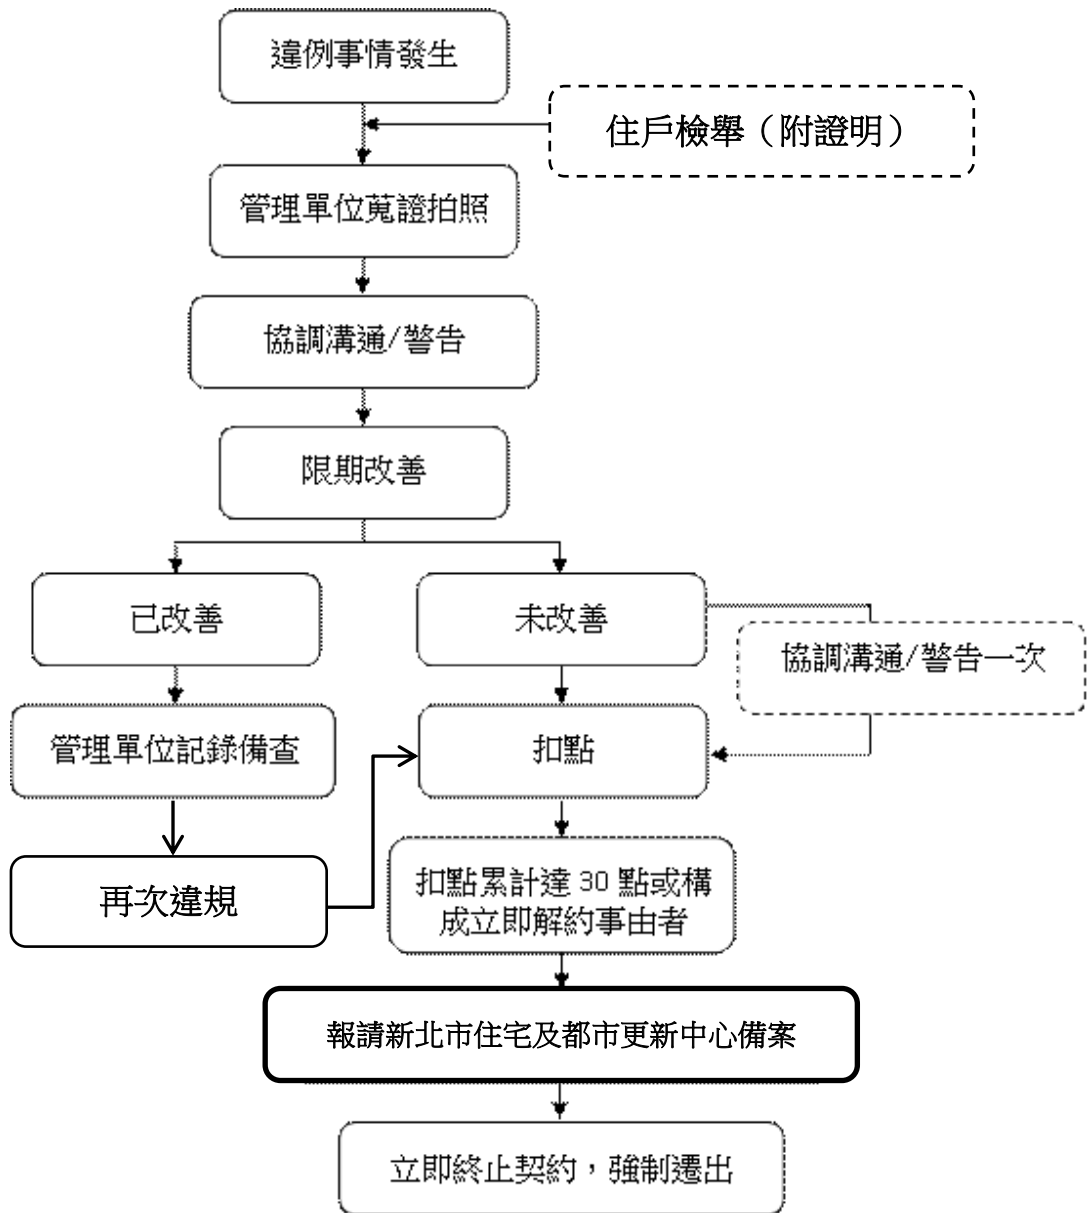 違例事情發生
住戶檢舉（附證明）
管理單位蒐證拍照
協調溝通/警告
限期改善
已改善
未改善
協調溝通/警告一次
管理單位記錄備查
扣點
再次違規
扣點累計達 30 點或構
成立即解約事由者
報請新北市住宅及都市更新中心備案
立即終止契約，強制遷出